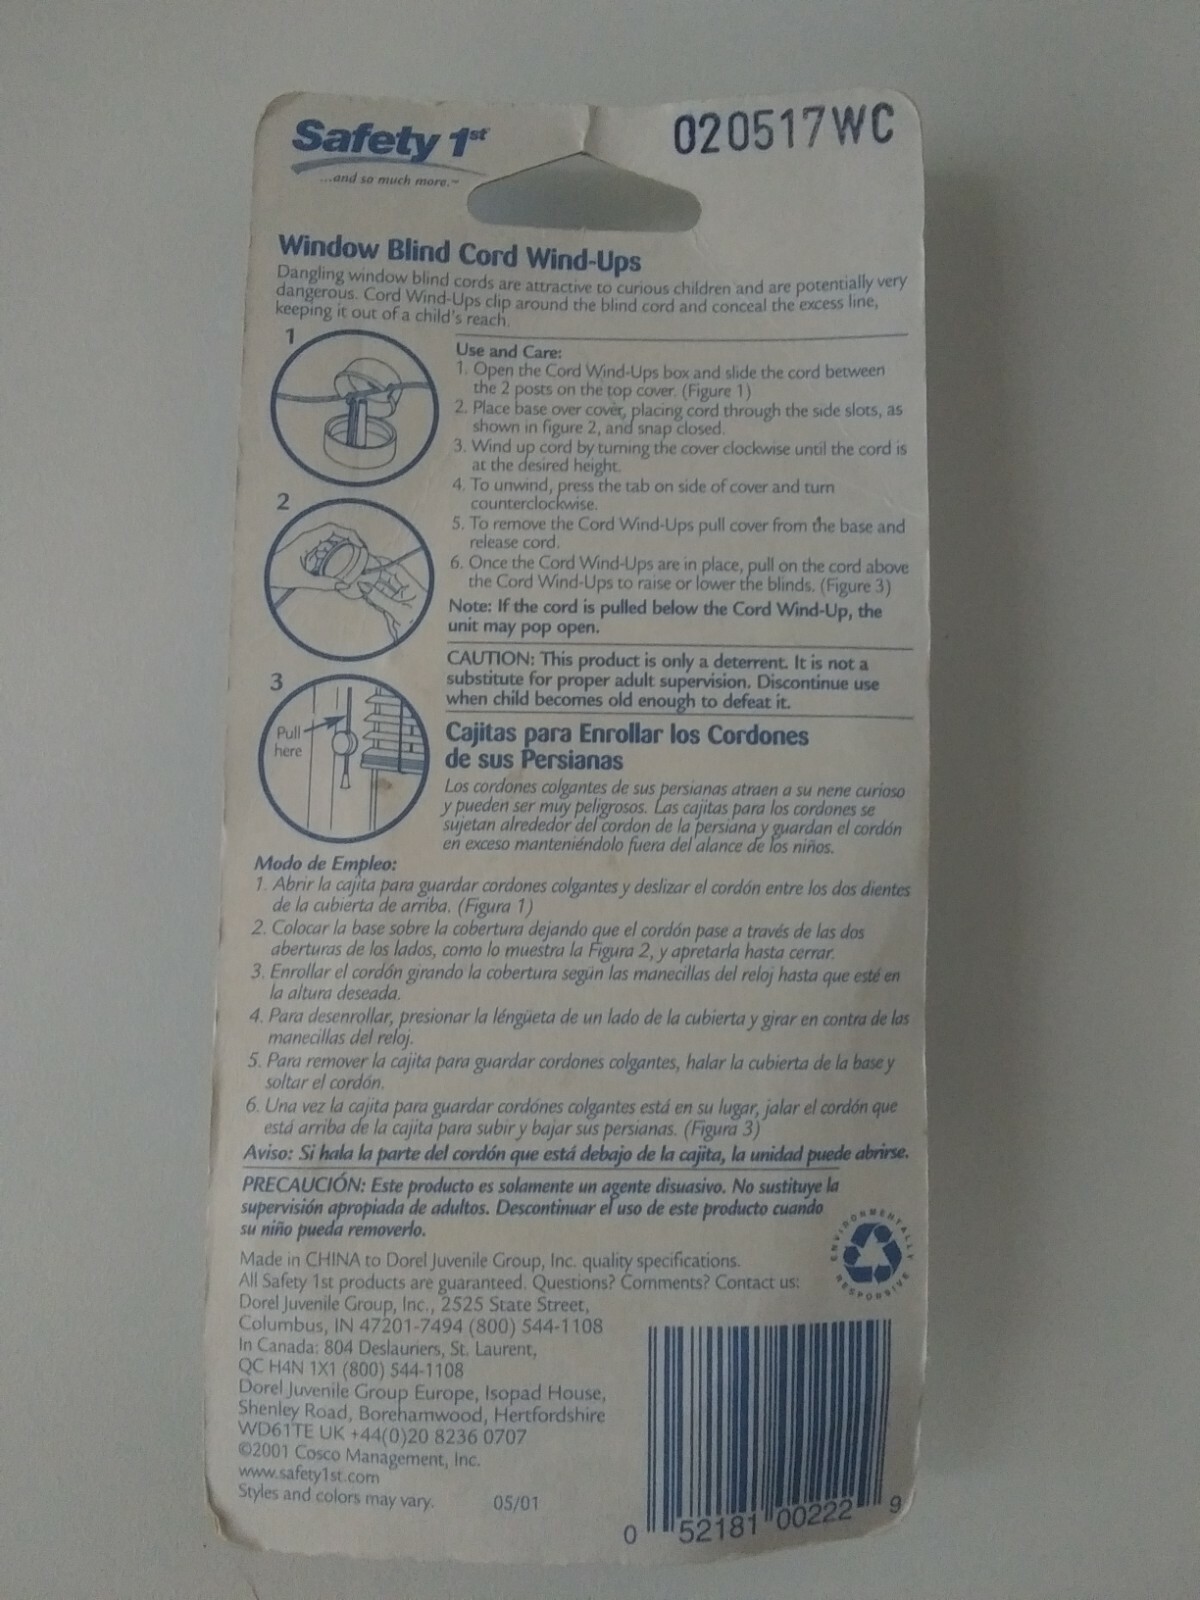 Safety 1st
...and so much more.™
020517WC
Window Blind Cord Wind-Ups
Dangling window blind cords are attractive to curious children and are potentially very
dangerous. Cord Wind-Ups clip around the blind cord and conceal the excess line,
keeping it out of a child's reach.
1
Use and Care:
1. Open the Cord Wind-Ups box and slide the cord between
the 2 posts on the top cover. (Figure 1)
2. Place base over cover, placing cord through the side slots, as
shown in figure 2, and snap closed.
3. Wind up cord by turning the cover clockwise until the cord is
at the desired height.
4. To unwind, press the tab on side of cover and turn
counterclockwise.
5. To remove the Cord Wind-Ups pull cover from the base and
release cord.
6. Once the Cord Wind-Ups are in place, pull on the cord above
the Cord Wind-Ups to raise or lower the blinds. (Figure 3)
Note: If the cord is pulled below the Cord Wind-Up, the
unit may pop open.
2
CAUTION: This product is only a deterrent. It is not a
substitute for proper adult supervision. Discontinue use
when child becomes old enough to defeat it.
3
Pull
here
Cajitas para Enrollar los Cordones
de sus Persianas
Los cordones colgantes de sus persianas atraen a su nene curioso
y pueden ser muy peligrosos. Las cajitas para los cordones se
sujetan alrededor del cordon de la persiana y guardan el cordón
en exceso manteniéndolo fuera del alance de los niños.
Modo de Empleo:
1. Abrir la cajita para guardar cordones colgantes y deslizar el cordón entre los dos dientes
de la cubierta de arriba. (Figura 1)
2. Colocar la base sobre la cobertura dejando que el cordón pase a través de las dos
aberturas de los lados, como lo muestra la Figura 2, y apretarla hasta cerrar.
3. Enrollar el cordón girando la cobertura según las manecillas del reloj hasta que esté en
la altura deseada.
4. Para desenrollar, presionar la léngüeta de un lado de la cubierta y girar en contra de las
manecillas del reloj.
5. Para remover la cajita para guardar cordones colgantes, halar la cubierta de la base y
soltar el cordón.
6. Una vez la cajita para guardar cordónes colgantes está en su lugar, jalar el cordón que
está arriba de la cajita para subir y bajar sus persianas. (Figura 3)
Aviso: Si hala la parte del cordón que está debajo de la cajita, la unidad puede abrirse.
PRECAUCIÓN: Este producto es solamente un agente disuasivo. No sustituye la
supervisión apropiada de adultos. Descontinuar el uso de este producto cuando
su niño pueda removerlo.
ENVIRONMENTALLY
RESPONSIVE
Made in CHINA to Dorel Juvenile Group, Inc. quality specifications.
All Safety 1st products are guaranteed. Questions? Comments? Contact us:
Dorel Juvenile Group, Inc., 2525 State Street,
Columbus, IN 47201-7494 (800) 544-1108
In Canada: 804 Deslauriers, St. Laurent,
QC H4N 1X1 (800) 544-1108
Dorel Juvenile Group Europe, Isopad House,
Shenley Road, Borehamwood, Hertfordshire
WD61TE UK +44(0)20 8236 0707
©2001 Cosco Management, Inc.
www.safety1st.com
Styles and colors may vary. 05/01
0 52181 00222 9